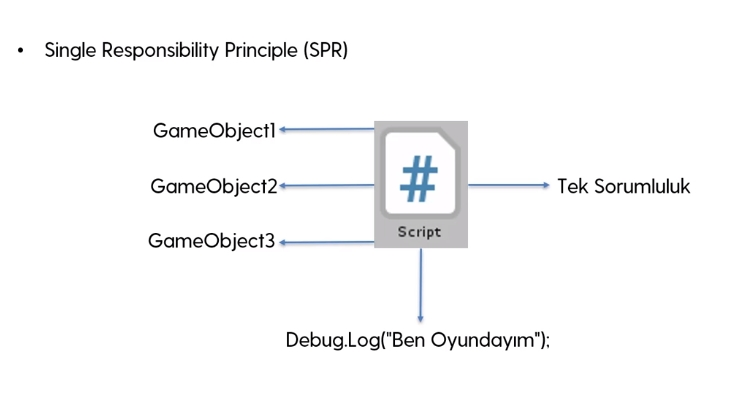 • Single Responsibility Principle (SPR)
GameObject1
GameObject2
Tek Sorumluluk
GameObject3
#
Script
Debug.Log("Ben Oyundayım");